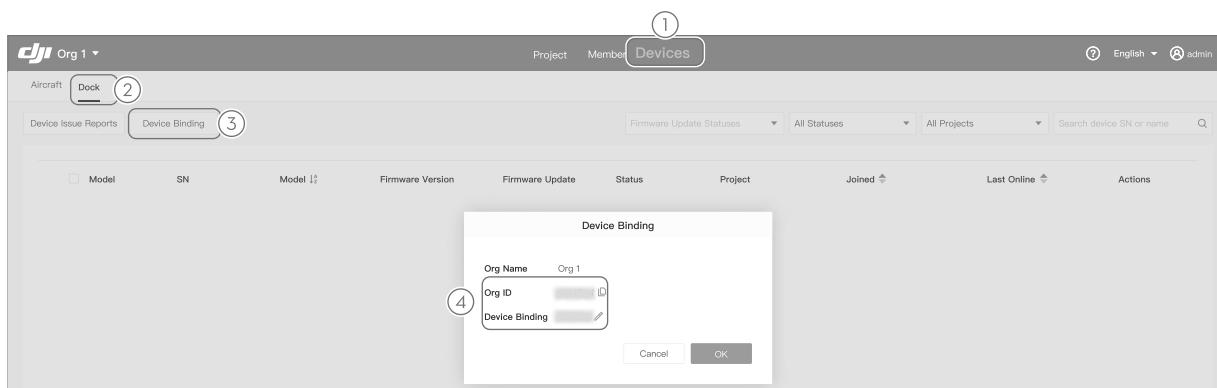 1
dji Org 1 Project Member Devices English admin
Aircraft Dock 2
Device Issue Reports Device Binding 3 Firmware Update Statuses All Statuses All Projects Search device SN or name
Model SN Model Firmware Version Firmware Update Status Project Joined Last Online Actions
Device Binding
Org Name Org 1
Org ID
4
Device Binding
Cancel OK